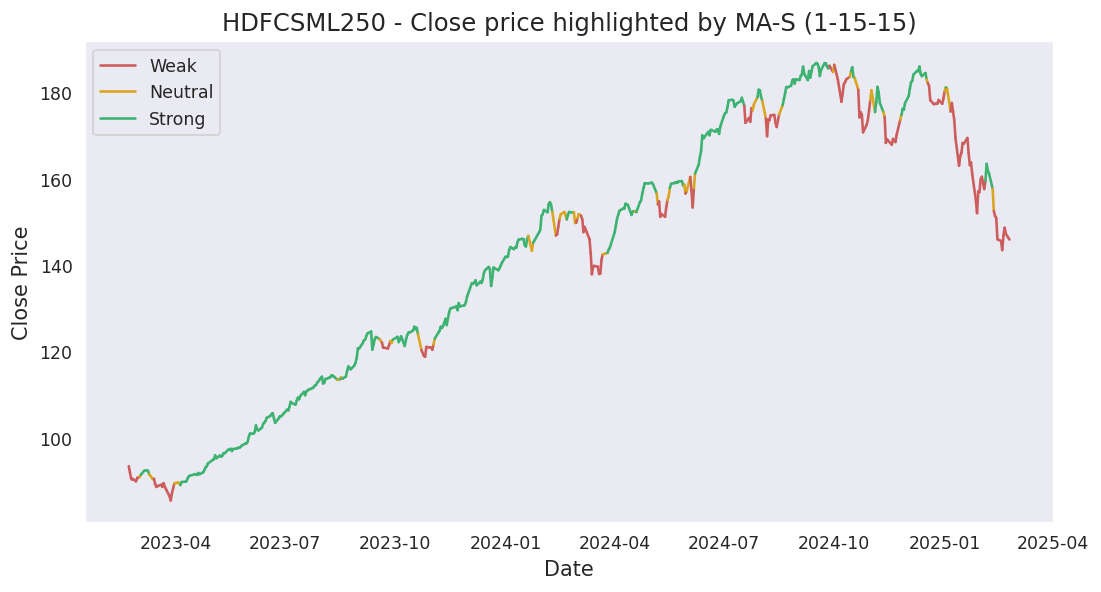 HDFCSML250 - Close price highlighted by MA-S (1-15-15)
Weak
Neutral
Strong
Close Price
180
160
140
120
100
2023-04 2023-07 2023-10 2024-01 2024-04 2024-07 2024-10 2025-01 2025-04
Date